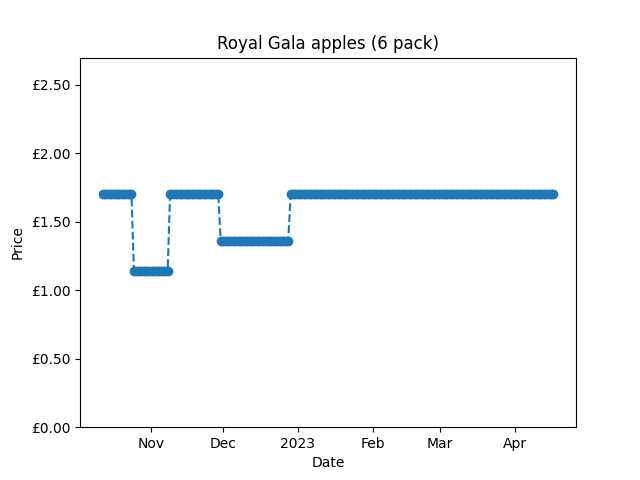 Royal Gala apples (6 pack)
£2.50
£2.00
£1.50
£1.00
£0.50
£0.00
Price
Nov Dec 2023 Feb Mar Apr
Date